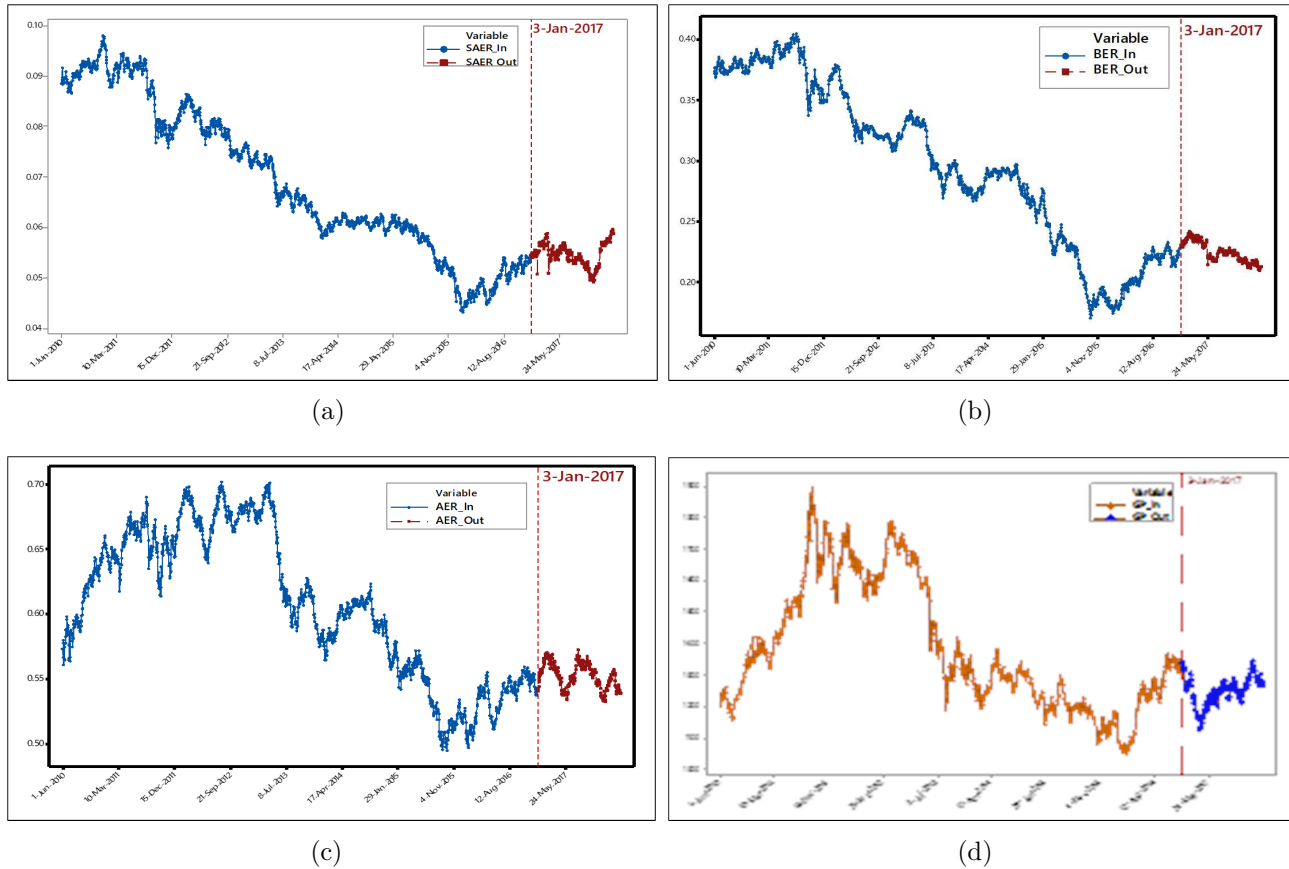 Variable
SAER_In
SAER_Out
3-Jan-2017
0.10
0.09
0.08
0.07
0.06
0.05
0.04
1-Jun-2010
10-Mar-2011
15-Dec-2011
21-Sep-2012
8-Jul-2013
17-Apr-2014
29-Jan-2015
4-Nov-2015
12-Aug-2016
24-May-2017
(a)
Variable
BER_In
BER_Out
3-Jan-2017
0.40
0.35
0.30
0.25
0.20
1-Jun-2010
10-Mar-2011
15-Dec-2011
21-Sep-2012
8-Jul-2013
17-Apr-2014
29-Jan-2015
4-Nov-2015
12-Aug-2016
24-May-2017
(b)
Variable
AER_In
AER_Out
3-Jan-2017
0.70
0.65
0.60
0.55
0.50
1-Jun-2010
10-Mar-2011
15-Dec-2011
21-Sep-2012
8-Jul-2013
17-Apr-2014
29-Jan-2015
4-Nov-2015
12-Aug-2016
24-May-2017
(c)
Variable
GP_In
GP_Out
3-Jan-2017
(d)